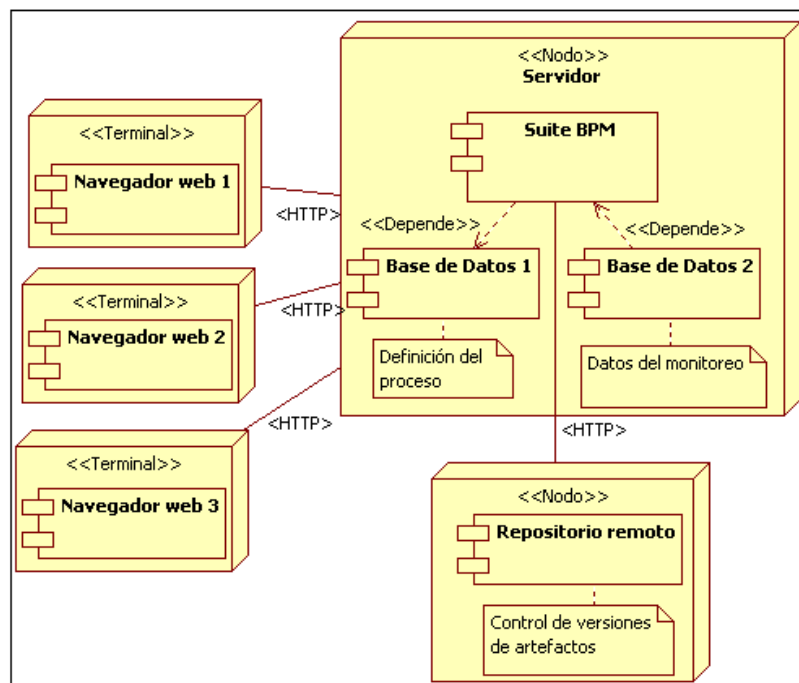 <<Nodo>>
Servidor
Suite BPM
<<Depende>>
<<Depende>>
Base de Datos 1
Base de Datos 2
Definición del
proceso
Datos del monitoreo
<<Terminal>>
Navegador web 1
<HTTP>
<<Terminal>>
Navegador web 2
<HTTP>
<<Terminal>>
Navegador web 3
<HTTP>
<HTTP>
<<Nodo>>
Repositorio remoto
Control de versiones
de artefactos